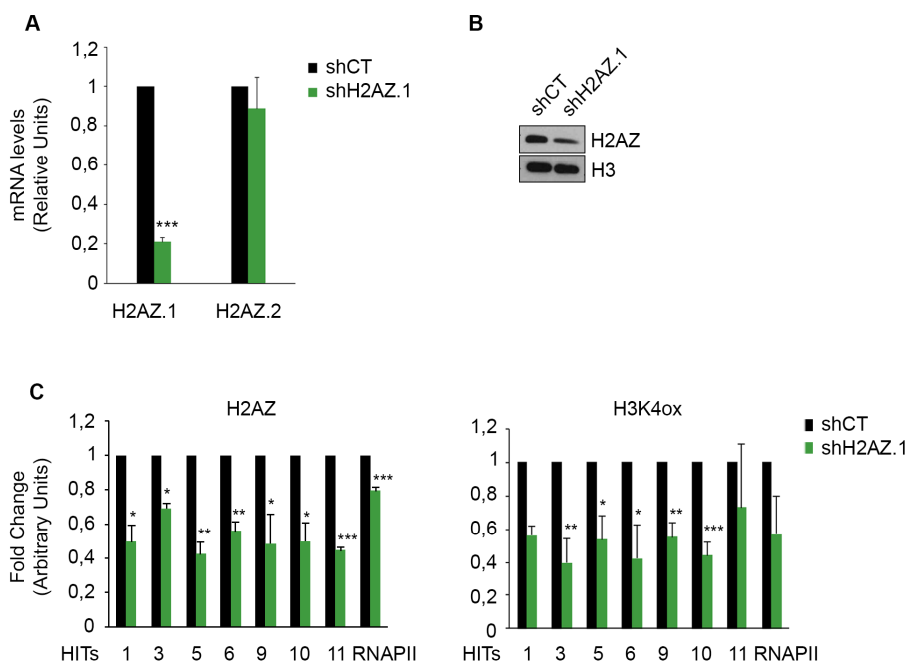 A
1,2
1
0,8
0,6
0,4
0,2
0
mRNA levels
(Relative Units)
***
H2AZ.1 H2AZ.2
shCT
shH2AZ.1
B
shCT shH2AZ.1
H2AZ
H3
C
H2AZ
1,2
1
0,8
0,6
0,4
0,2
0
Fold Change
(Arbitrary Units)
* * ** ** * * *** ***
HITs 1 3 5 6 9 10 11 RNAPII
H3K4ox
1,2
1
0,8
0,6
0,4
0,2
0
** * * ** ***
HITs 1 3 5 6 9 10 11 RNAPII
shCT
shH2AZ.1